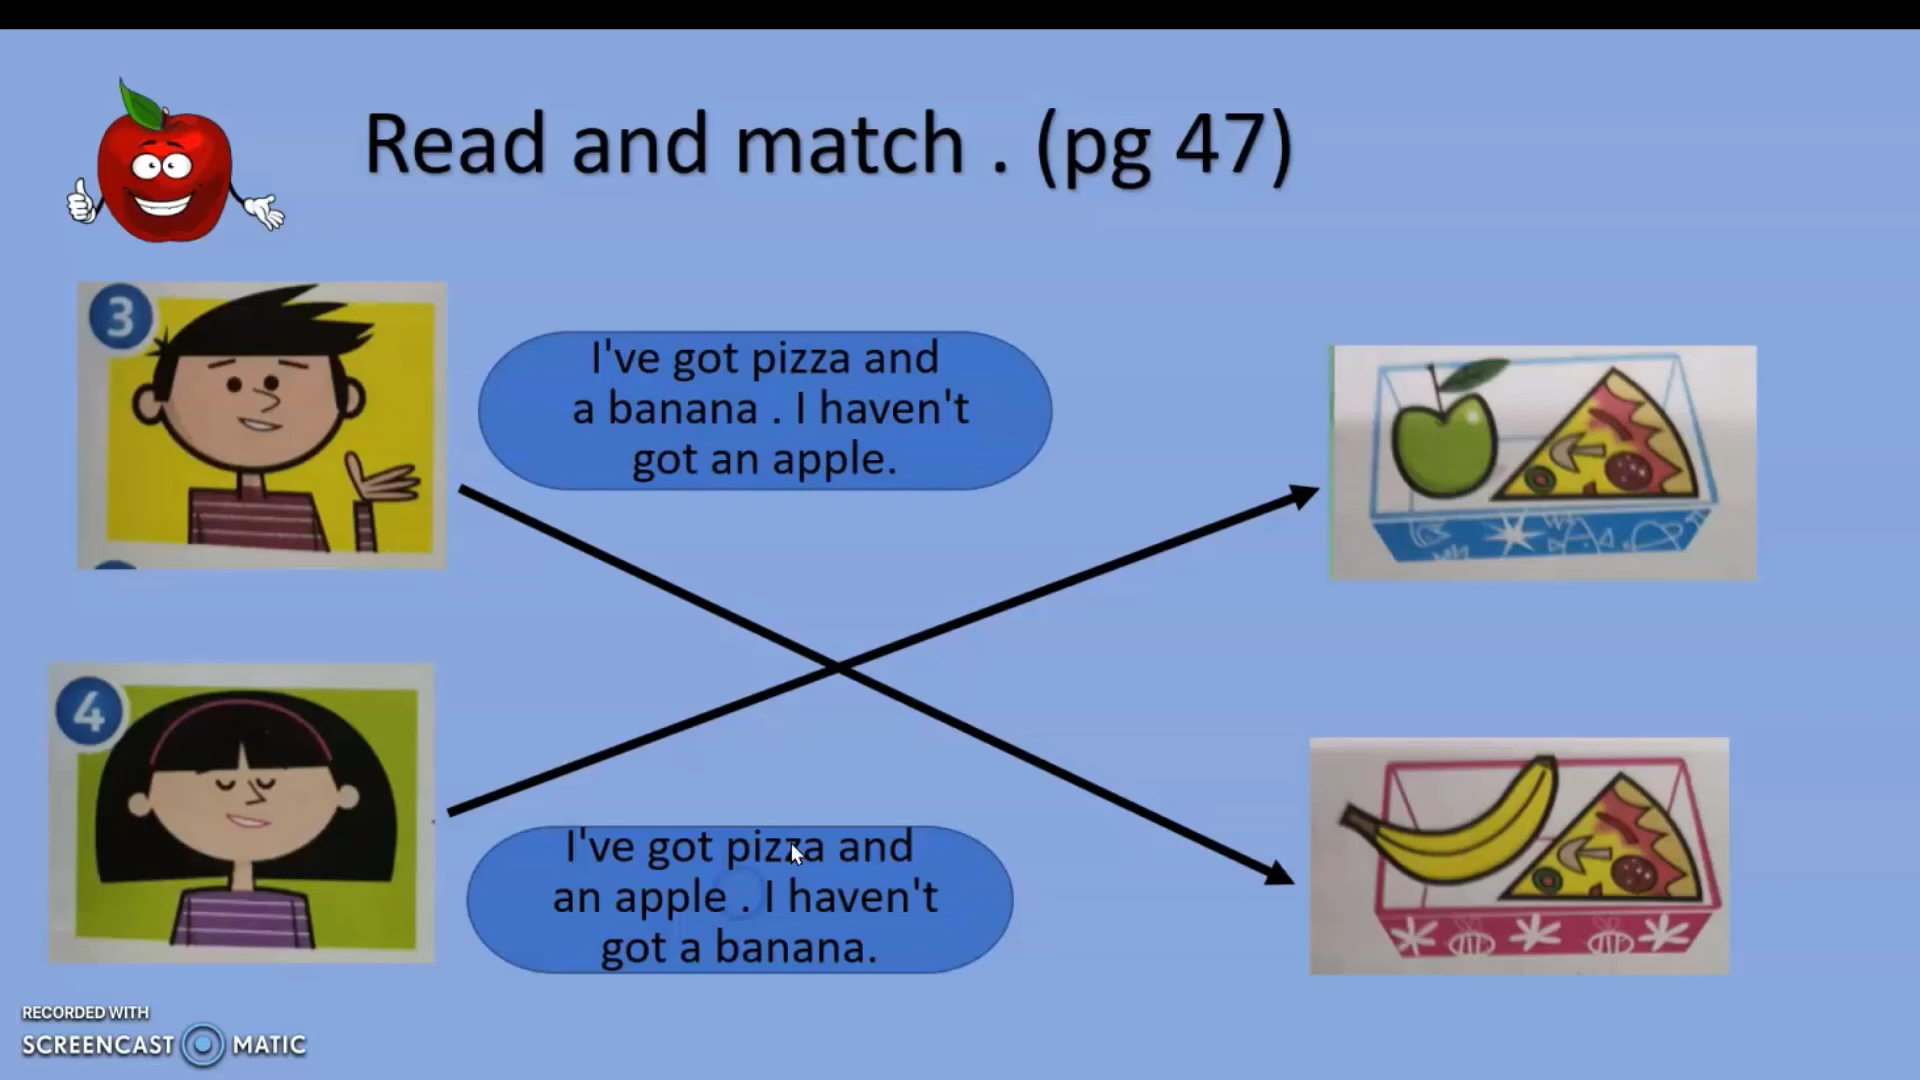 Read and match . (pg 47)
3
I've got pizza and
a banana . I haven't
got an apple.
4
I've got pizza and
an apple . I haven't
got a banana.
RECORDED WITH
SCREENCAST MATIC